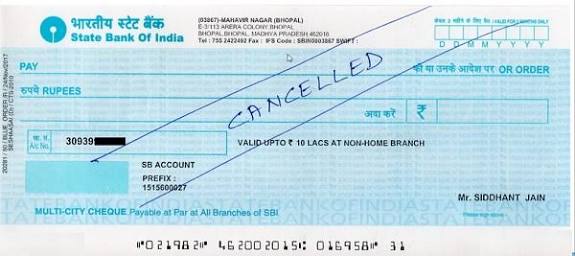 भारतीय स्टेट बैंक
State Bank Of India
(03867)-MAHAVIR NAGAR (BHOPAL)
E-3/113 ARERA COLONY,BHOPAL
BHOPAL,BHOPAL, MADHYA PRADESH 462016
Tel : 755 2422492 Fax : IFS Code : SBIN0003867 SWIFT :
VALID FOR 3 MONTHS ONLY
D D M M Y Y Y Y
PAY
की या उनके आदेश पर OR ORDER
रुपये RUPEES
CANCELLED
अदा करें ₹
खा. सं.
A/c No.
30939
VALID UPTO ₹ 10 LACS AT NON-HOME BRANCH
SB ACCOUNT
PREFIX :
1515600027
Mr. SIDDHANT JAIN
MULTI-CITY CHEQUE Payable at Par at All Branches of SBI
⑈021982⑈ 462002015⑆ 016958⑈ 31